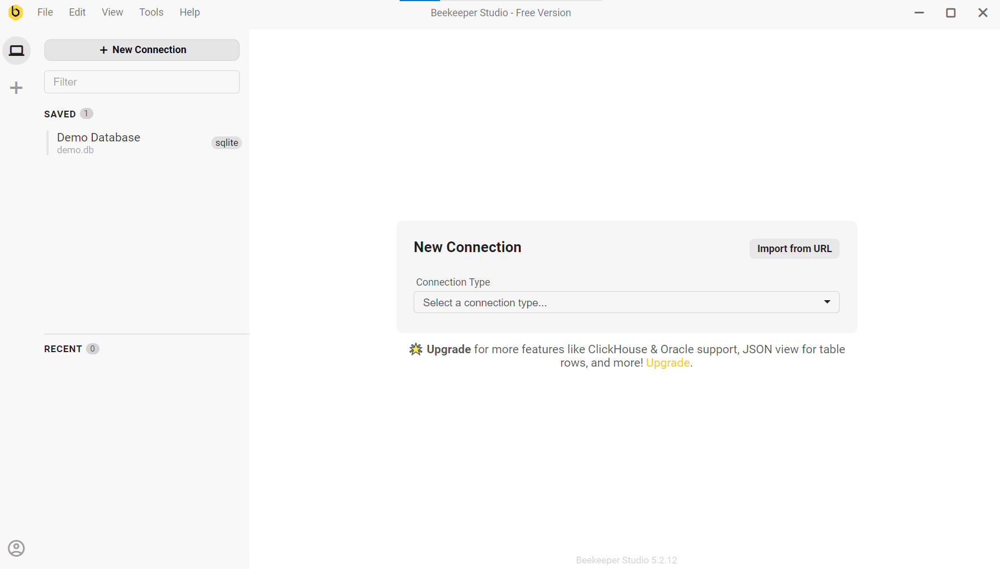 File Edit View Tools Help
Beekeeper Studio - Free Version
+ New Connection
Filter
SAVED 1
Demo Database
demo.db
sqlite
RECENT 0
New Connection
Import from URL
Connection Type
Select a connection type...
🌟 Upgrade for more features like ClickHouse & Oracle support, JSON view for table
rows, and more! Upgrade.
Beekeeper Studio 5.2.12